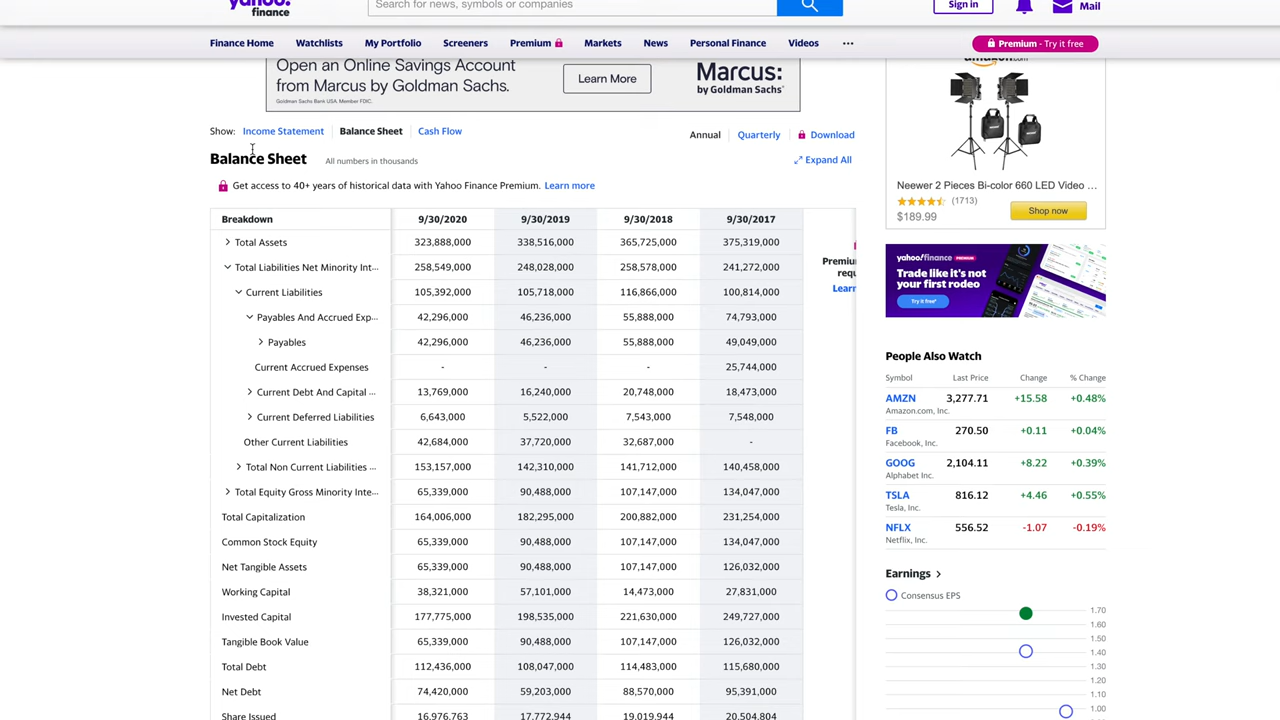 yahoo!
finance
Search for news, symbols or companies
Sign in
Mail
Finance Home Watchlists My Portfolio Screeners Premium Markets News Personal Finance Videos ...
Premium - Try it free
Open an Online Savings Account
from Marcus by Goldman Sachs.
Goldman Sachs Bank USA. Member FDIC.
Learn More
Marcus:
by Goldman Sachs
amazon.com
Neewer 2 Pieces Bi-color 660 LED Video ...
(1713)
$189.99
Shop now
Show: Income Statement Balance Sheet Cash Flow
Annual Quarterly Download
Balance Sheet All numbers in thousands
Expand All
Get access to 40+ years of historical data with Yahoo Finance Premium. Learn more
Breakdown 9/30/2020 9/30/2019 9/30/2018 9/30/2017
Total Assets 323,888,000 338,516,000 365,725,000 375,319,000
Total Liabilities Net Minority Int... 258,549,000 248,028,000 258,578,000 241,272,000
Current Liabilities 105,392,000 105,718,000 116,866,000 100,814,000
Payables And Accrued Exp... 42,296,000 46,236,000 55,888,000 74,793,000
Payables 42,296,000 46,236,000 55,888,000 49,049,000
Current Accrued Expenses - - - 25,744,000
Current Debt And Capital ... 13,769,000 16,240,000 20,748,000 18,473,000
Current Deferred Liabilities 6,643,000 5,522,000 7,543,000 7,548,000
Other Current Liabilities 42,684,000 37,720,000 32,687,000 -
Total Non Current Liabilities ... 153,157,000 142,310,000 141,712,000 140,458,000
Total Equity Gross Minority Inte... 65,339,000 90,488,000 107,147,000 134,047,000
Total Capitalization 164,006,000 182,295,000 200,882,000 231,254,000
Common Stock Equity 65,339,000 90,488,000 107,147,000 134,047,000
Net Tangible Assets 65,339,000 90,488,000 107,147,000 126,032,000
Working Capital 38,321,000 57,101,000 14,473,000 27,831,000
Invested Capital 177,775,000 198,535,000 221,630,000 249,727,000
Tangible Book Value 65,339,000 90,488,000 107,147,000 126,032,000
Total Debt 112,436,000 108,047,000 114,483,000 115,680,000
Net Debt 74,420,000 59,203,000 88,570,000 95,391,000
Share Issued 16,976,763 17,772,944 19,019,944 20,504,804
Premium
requ
Learn
yahoo!finance PREMIUM
Trade like it's not
your first rodeo
Try it free*
People Also Watch
Symbol Last Price Change % Change
AMZN 3,277.71 +15.58 +0.48%
Amazon.com, Inc.
FB 270.50 +0.11 +0.04%
Facebook, Inc.
GOOG 2,104.11 +8.22 +0.39%
Alphabet Inc.
TSLA 816.12 +4.46 +0.55%
Tesla, Inc.
NFLX 556.52 -1.07 -0.19%
Netflix, Inc.
Earnings
Consensus EPS
1.70
1.60
1.50
1.40
1.30
1.20
1.10
1.00